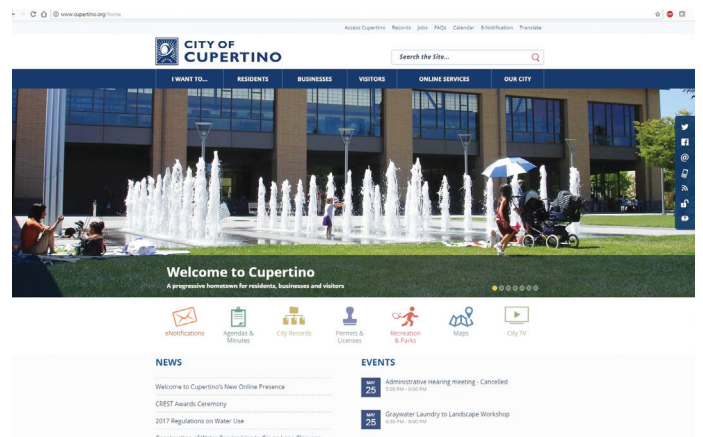 www.cupertino.org/home
Access Cupertino Records Jobs FAQs Calendar E-Notification Translate
CITY OF
CUPERTINO
Search the Site...
I WANT TO... RESIDENTS BUSINESSES VISITORS ONLINE SERVICES OUR CITY
Welcome to Cupertino
A progressive hometown for residents, businesses and visitors
eNotifications
Agendas &
Minutes
City Records
Permits &
Licenses
Recreation
& Parks
Maps
City TV
NEWS
Welcome to Cupertino's New Online Presence
CREST Awards Ceremony
2017 Regulations on Water Use
EVENTS
MAY
25
Administrative Hearing meeting - Cancelled
5:00 PM - 6:00 PM
MAY
25
Graywater Laundry to Landscape Workshop
6:30 PM - 8:00 PM